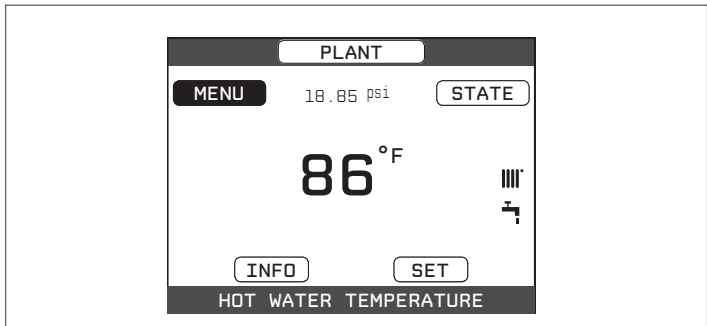 PLANT
MENU 18.85 psi STATE
86°F
INFO SET
HOT WATER TEMPERATURE